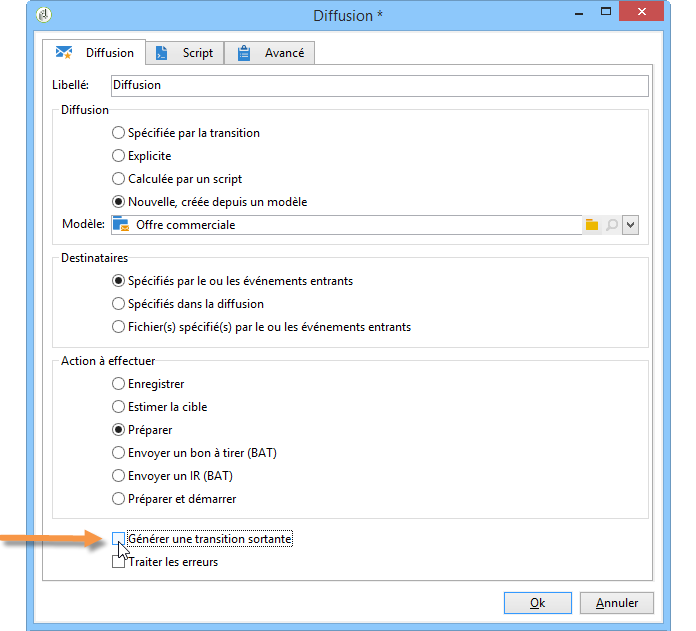 Diffusion *
Diffusion Script Avancé
Libellé: Diffusion
Diffusion
Spécifiée par la transition
Explicite
Calculée par un script
Nouvelle, créée depuis un modèle
Modèle: Offre commerciale
Destinataires
Spécifiés par le ou les événements entrants
Spécifiés dans la diffusion
Fichier(s) spécifié(s) par le ou les événements entrants
Action à effectuer
Enregistrer
Estimer la cible
Préparer
Envoyer un bon à tirer (BAT)
Envoyer un IR (BAT)
Préparer et démarrer
Générer une transition sortante
Traiter les erreurs
Ok Annuler